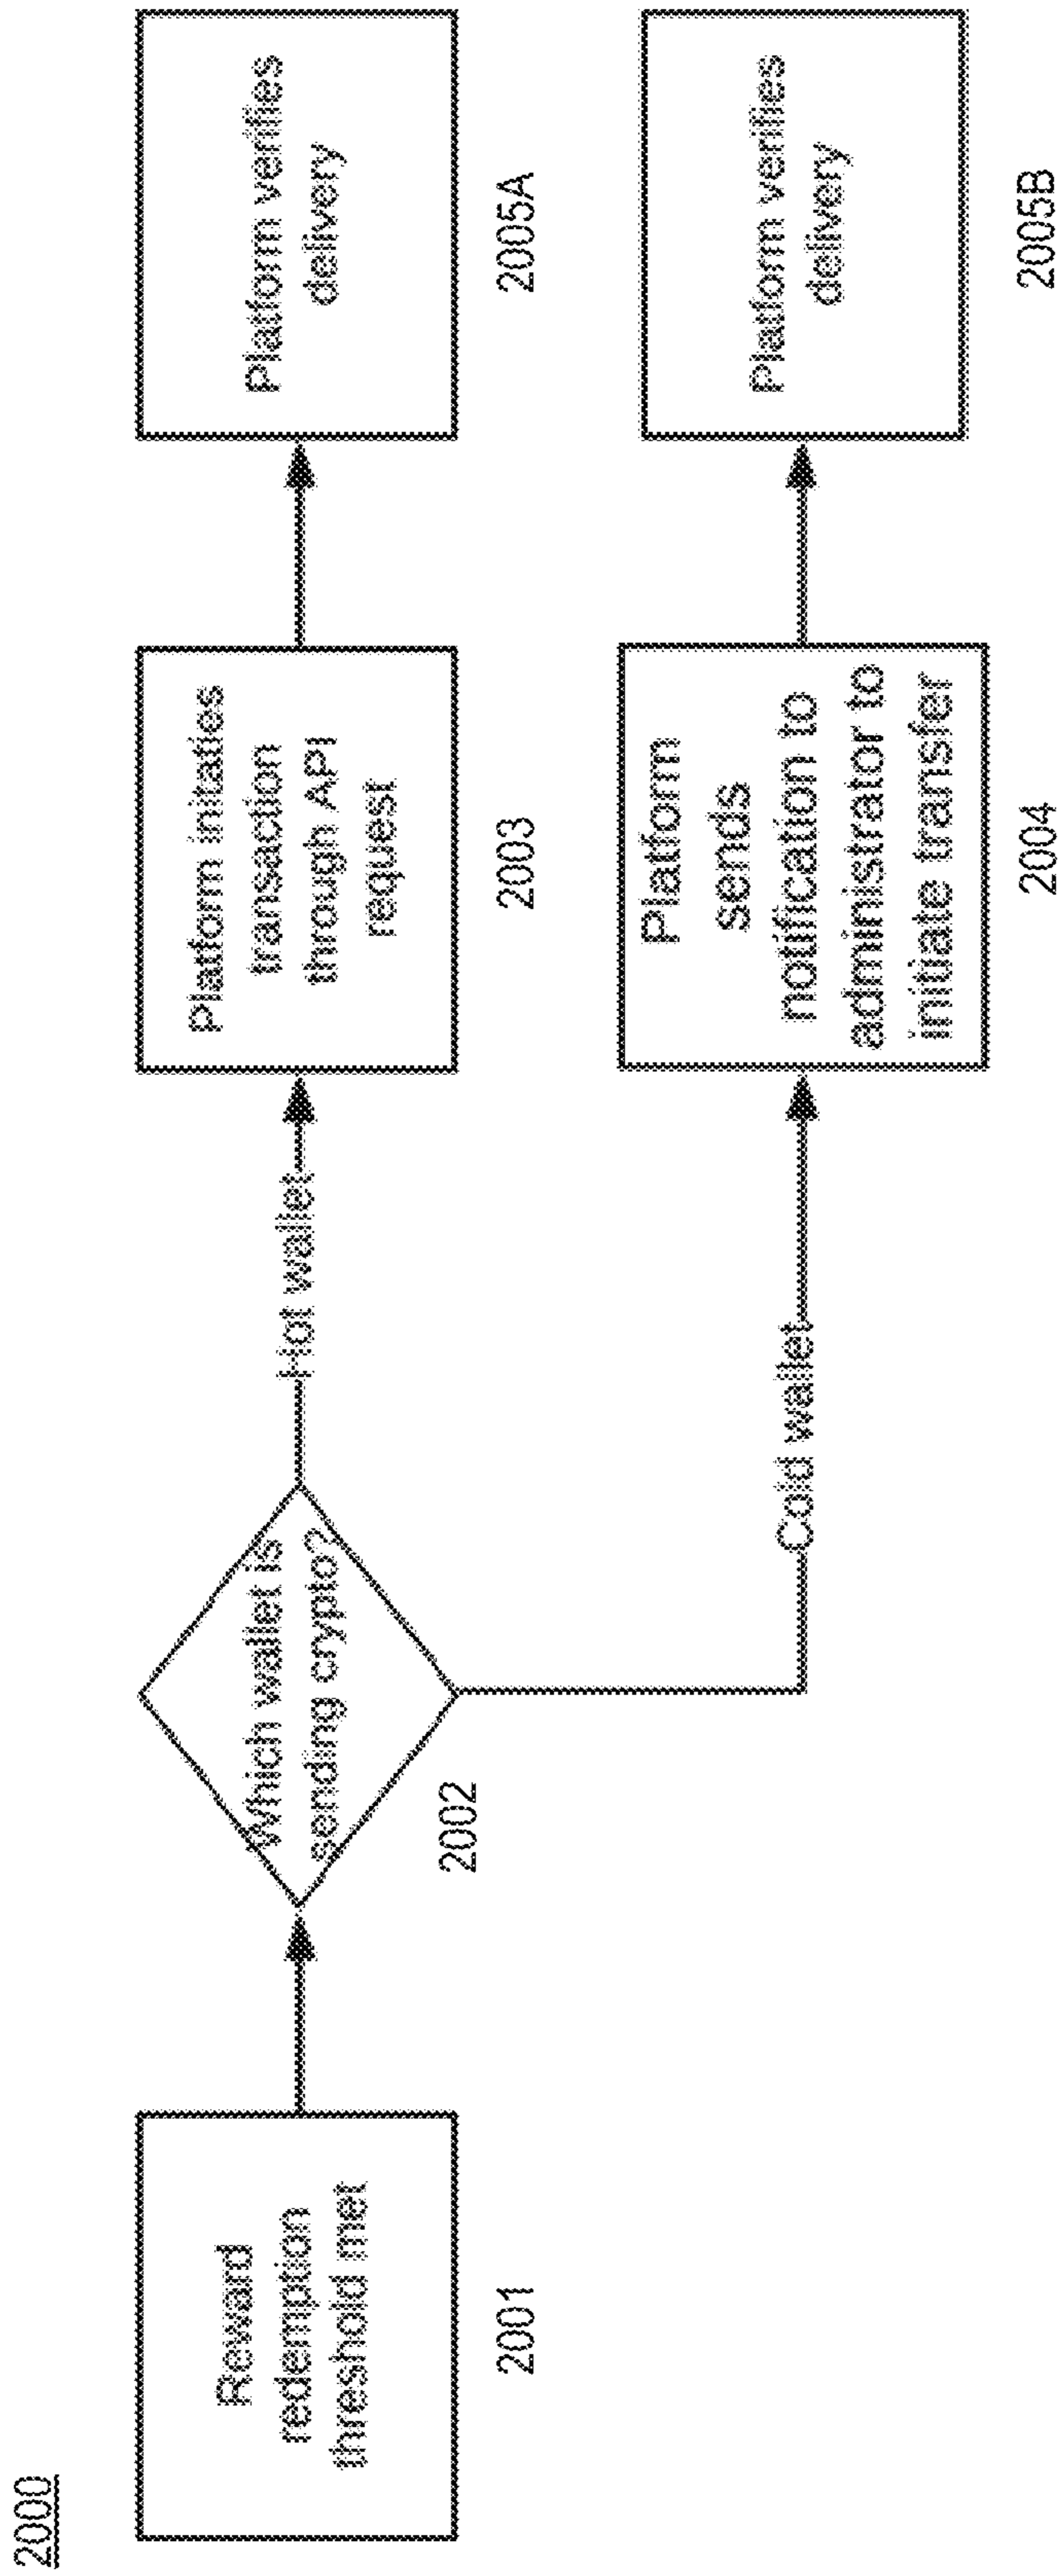 2000
Reward
redemption
threshold met
2001
Which wallet is
sending crypto?
2002
Hot wallet
Platform initaties
transaction
through API
request
2003
Platform verifies
delivery
2005A
Cold wallet
Platform
sends
notification to
administrator to
initiate transfer
2004
Platform verifies
delivery
2005B